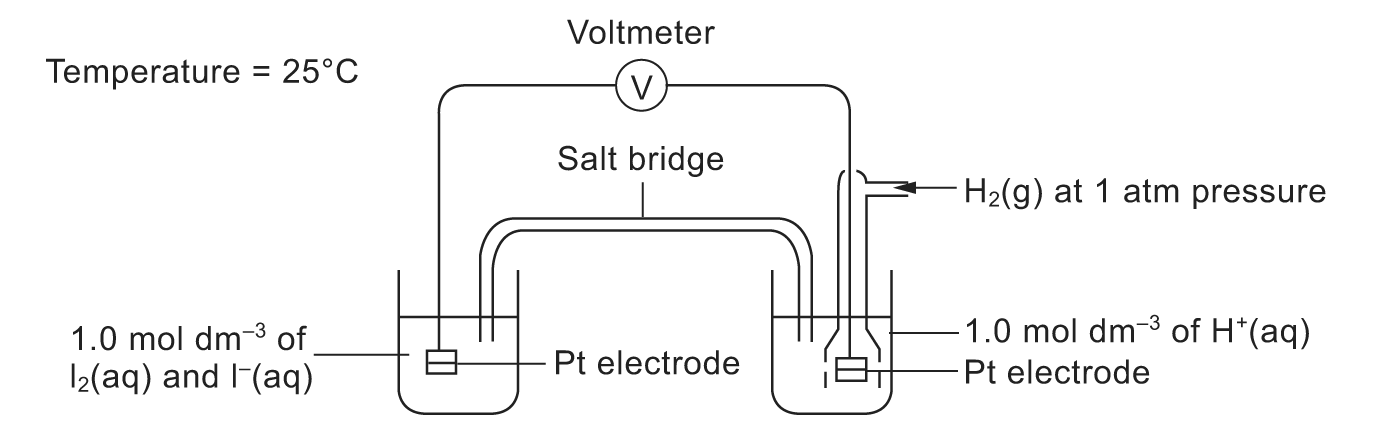 Voltmeter
Temperature = 25°C
V
Salt bridge
H₂(g) at 1 atm pressure
1.0 mol dm⁻³ of
I₂(aq) and I⁻(aq)
Pt electrode
1.0 mol dm⁻³ of H⁺(aq)
Pt electrode